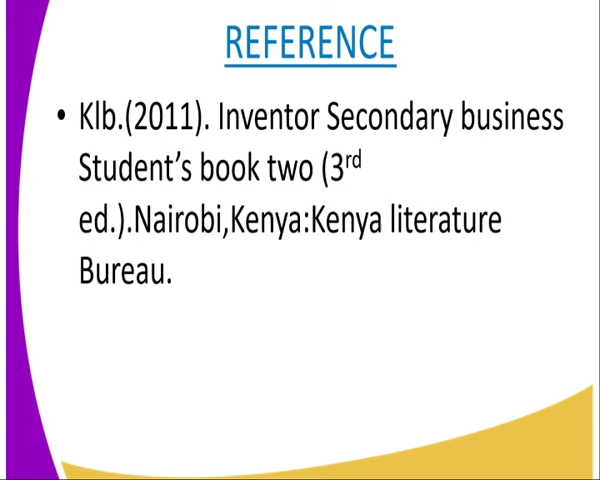 REFERENCE
• Klb.(2011). Inventor Secondary business
Student’s book two (3rd
ed.).Nairobi,Kenya:Kenya literature
Bureau.